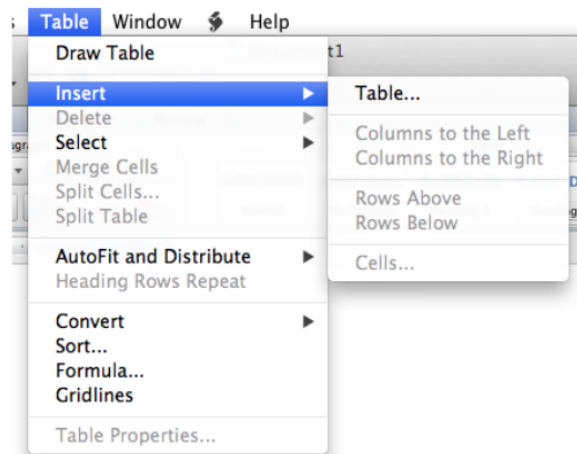 Table Window Help
Draw Table
t1
Insert
Delete
Select
Merge Cells
Split Cells...
Split Table
AutoFit and Distribute
Heading Rows Repeat
Convert
Sort...
Formula...
Gridlines
Table Properties...
Table...
Columns to the Left
Columns to the Right
Rows Above
Rows Below
Cells...